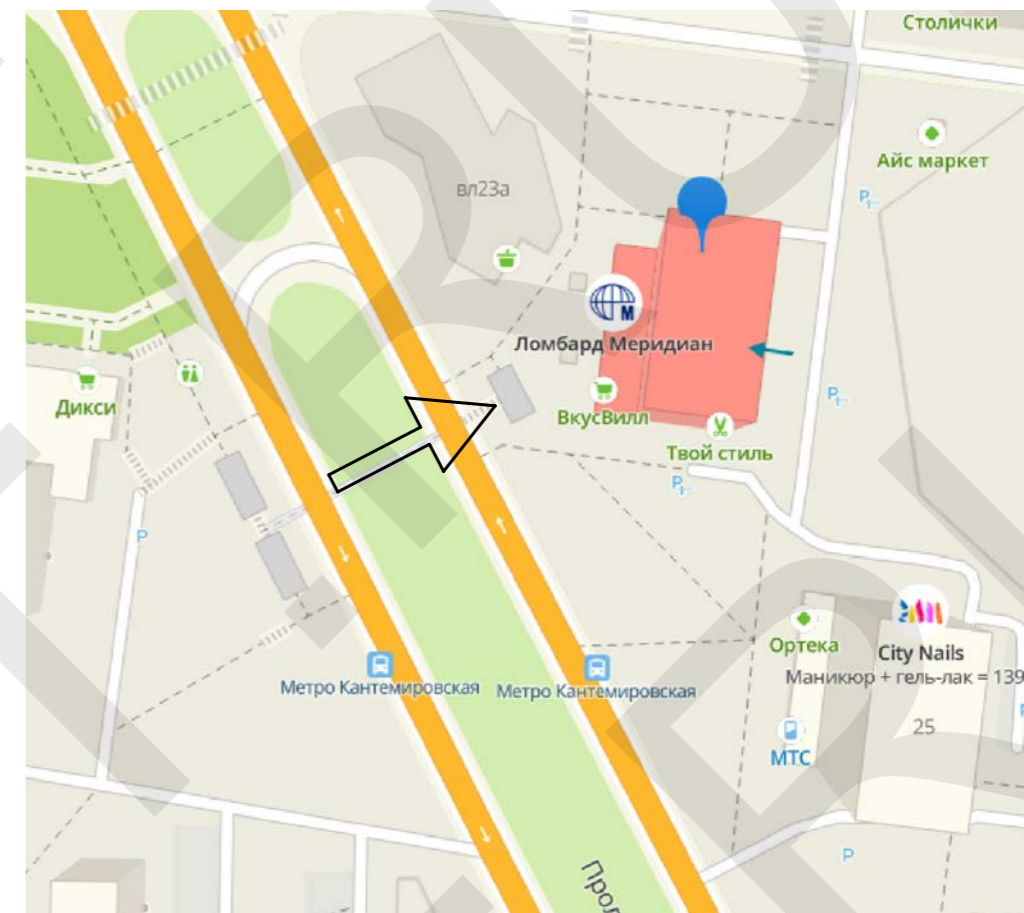 Столички
Айс маркет
P
вл23а
М
Ломбард Меридиан
Дикси
ВкусВилл
P
Твой стиль
P
P
Ортека
City Nails
Метро Кантемировская
Метро Кантемировская
Маникюр + гель-лак = 139
25
МТС
P
Прол